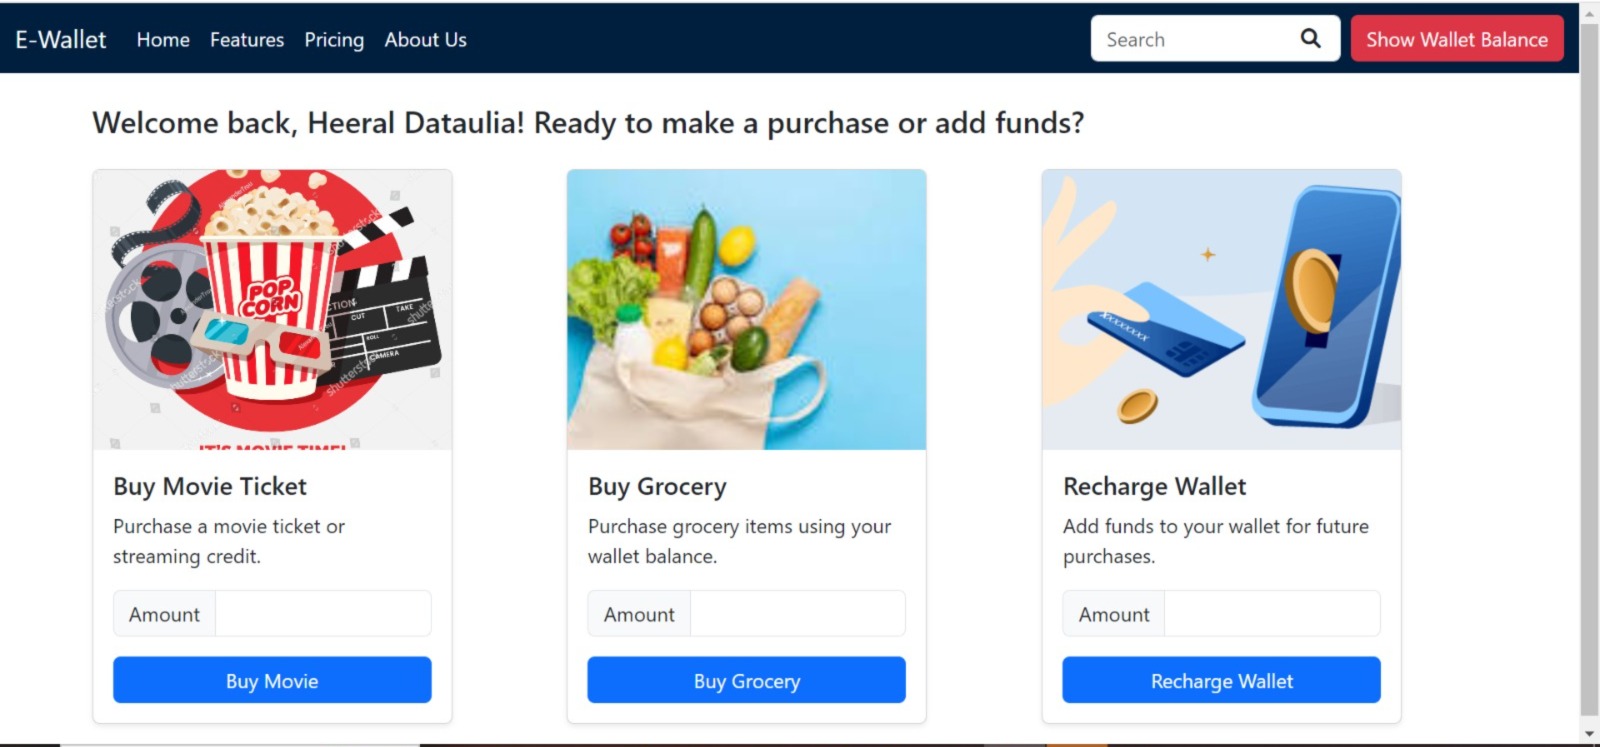 E-Wallet Home Features Pricing About Us Search Show Wallet Balance
Welcome back, Heeral Dataulia! Ready to make a purchase or add funds?
POP
CORN
CUT
TAKE
ROLL
CAMERA
shutterstock
IT'S MOVIE TIME!
XXXXXXXX
Buy Movie Ticket
Purchase a movie ticket or
streaming credit.
Amount
Buy Movie
Buy Grocery
Purchase grocery items using your
wallet balance.
Amount
Buy Grocery
Recharge Wallet
Add funds to your wallet for future
purchases.
Amount
Recharge Wallet